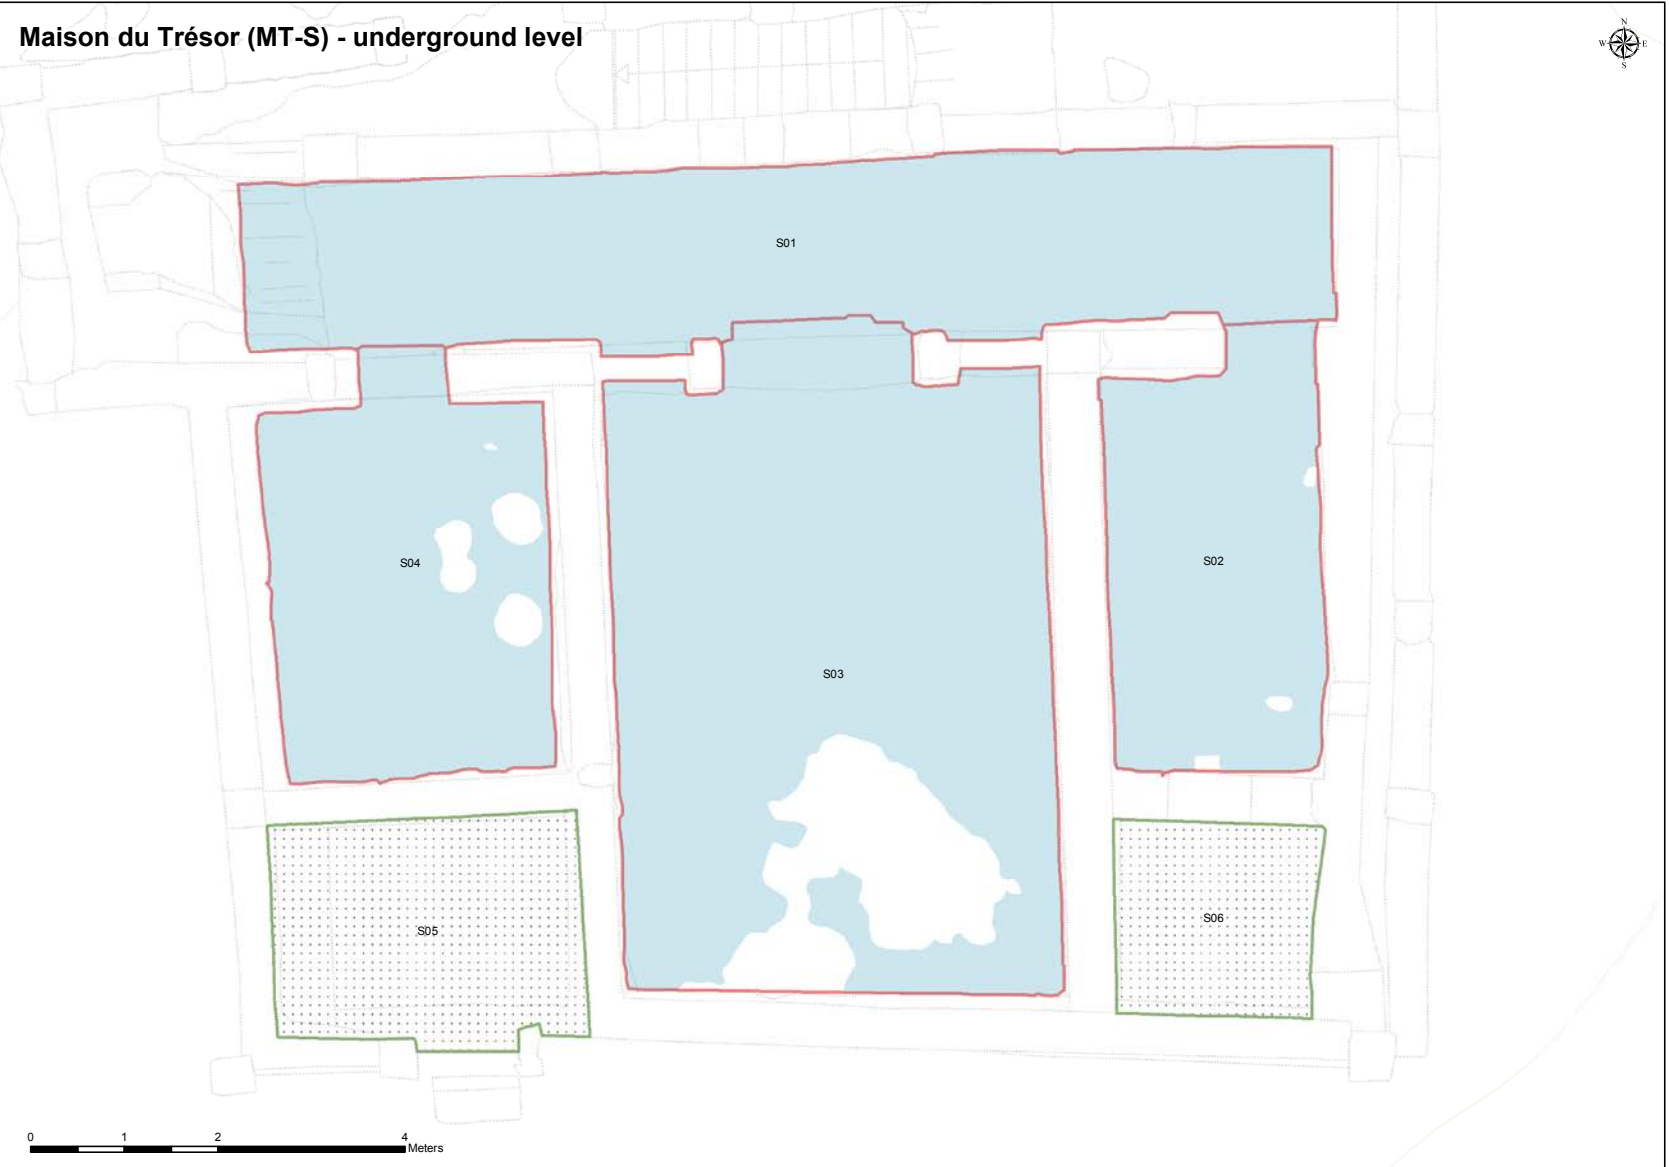 Maison du Trésor (MT-S) - underground level
N
W E
S
S01
S04
S02
S03
S06
S05
0 1 2 4
Meters